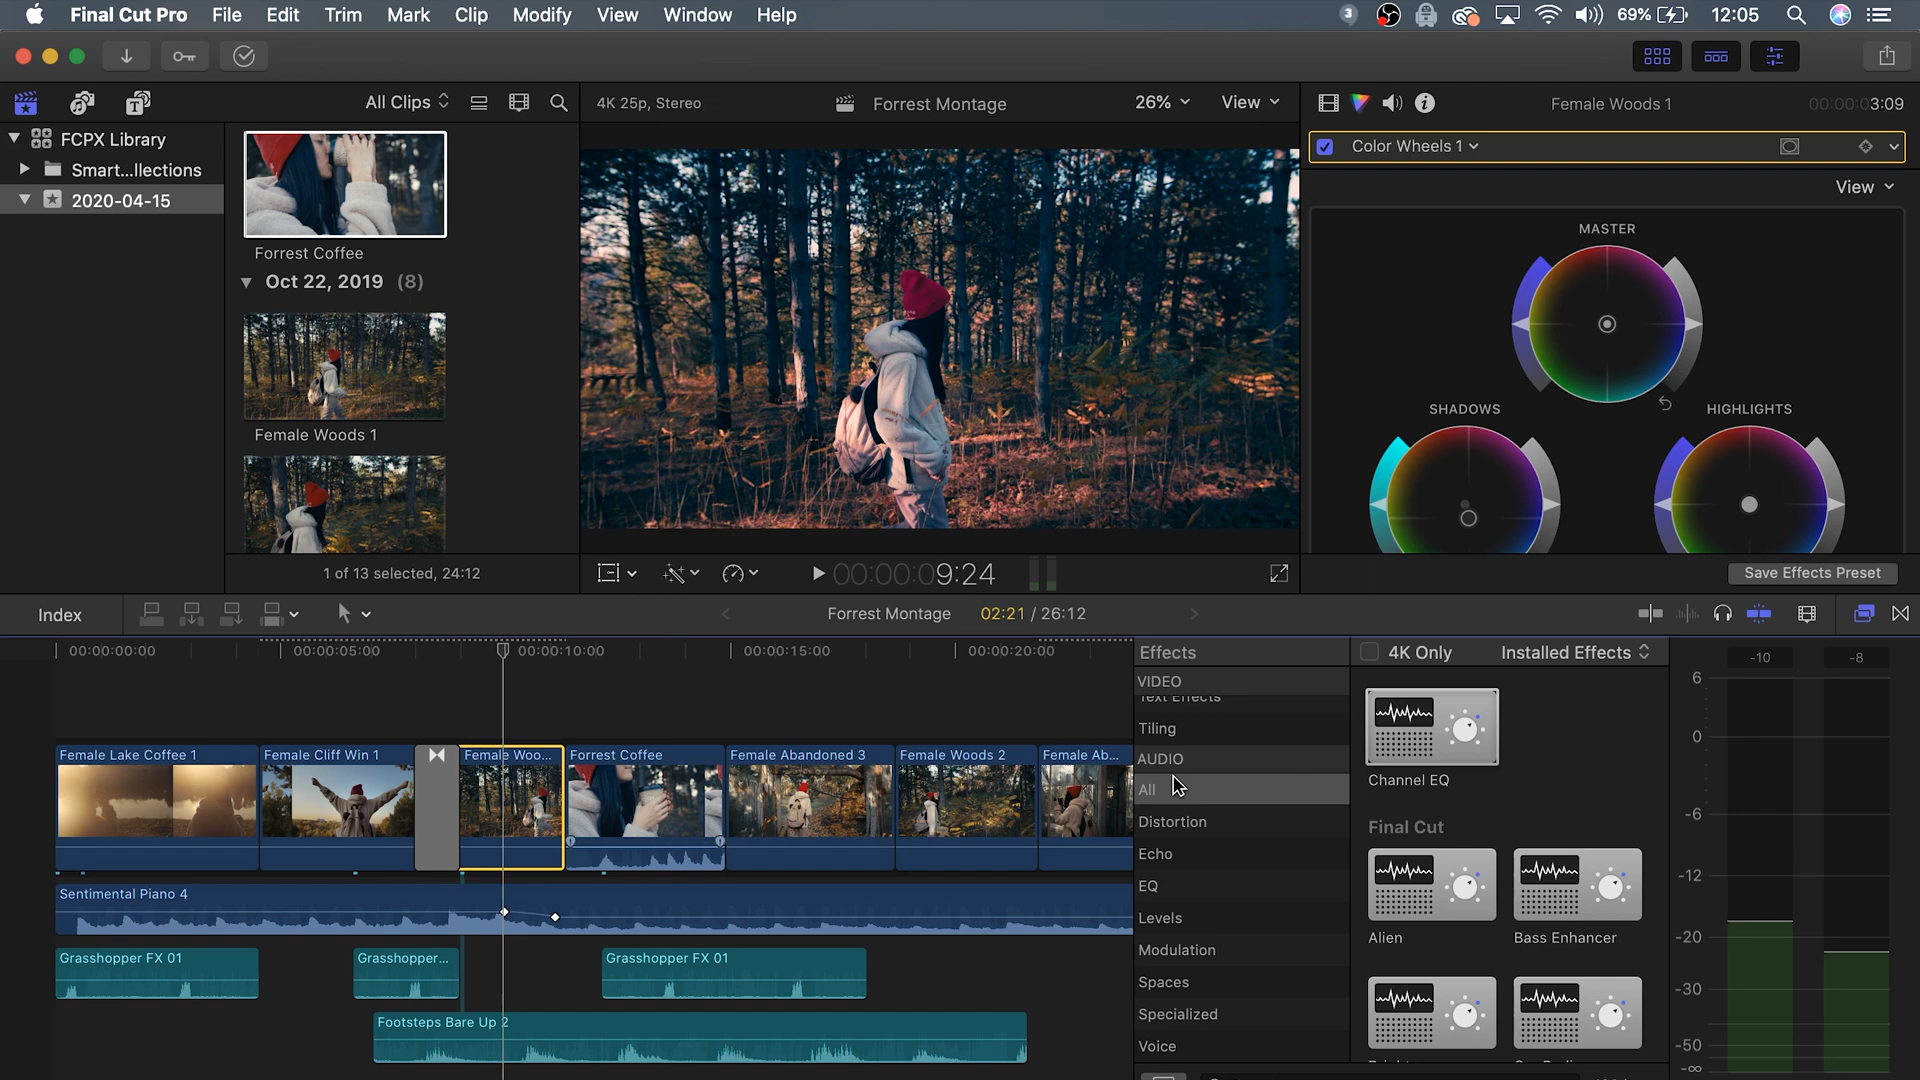 Final Cut Pro File Edit Trim Mark Clip Modify View Window Help 3 69% 12:05
All Clips 4K 25p, Stereo Forrest Montage 26% View Female Woods 1 00:00:03:09
FCPX Library
Smart...llections
2020-04-15
Forrest Coffee
Oct 22, 2019 (8)
Female Woods 1
1 of 13 selected, 24:12
00:00:00:09:24
Color Wheels 1
View
MASTER
SHADOWS HIGHLIGHTS
Save Effects Preset
Index Forrest Montage 02:21 / 26:12
00:00:00:00 00:00:05:00 00:00:10:00 00:00:15:00 00:00:20:00
Female Lake Coffee 1 Female Cliff Win 1 Female Woo... Forrest Coffee Female Abandoned 3 Female Woods 2 Female Ab...
Sentimental Piano 4
Grasshopper FX 01 Grasshopper... Grasshopper FX 01
Footsteps Bare Up 2
Effects
VIDEO
Text Effects
Tiling
AUDIO
All
Distortion
Echo
EQ
Levels
Modulation
Spaces
Specialized
Voice
4K Only Installed Effects
Channel EQ
Final Cut
Alien Bass Enhancer
-10 -8
6
0
-6
-12
-20
-30
-50
-∞